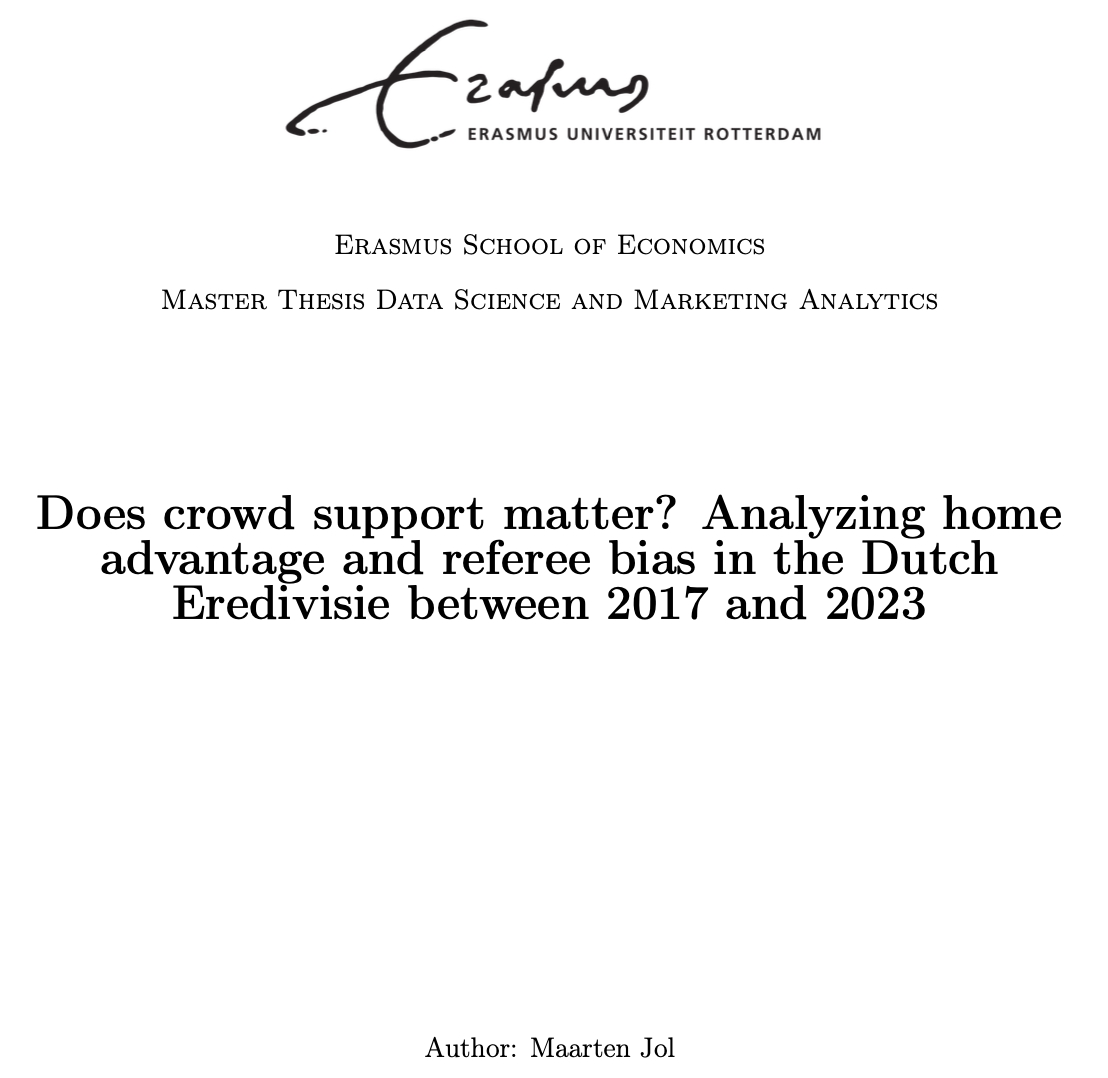 Erasmus
ERASMUS UNIVERSITEIT ROTTERDAM
Erasmus School of Economics
Master Thesis Data Science and Marketing Analytics
Does crowd support matter? Analyzing home
advantage and referee bias in the Dutch
Eredivisie between 2017 and 2023
Author: Maarten Jol